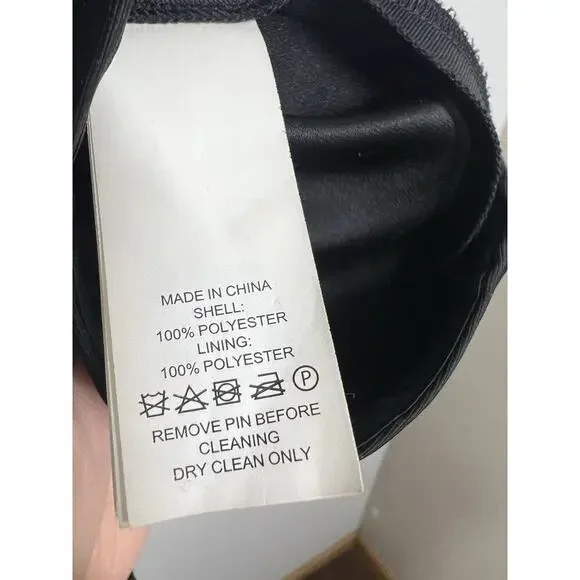 MADE IN CHINA
SHELL:
100% POLYESTER
LINING:
100% POLYESTER
P
REMOVE PIN BEFORE
CLEANING
DRY CLEAN ONLY